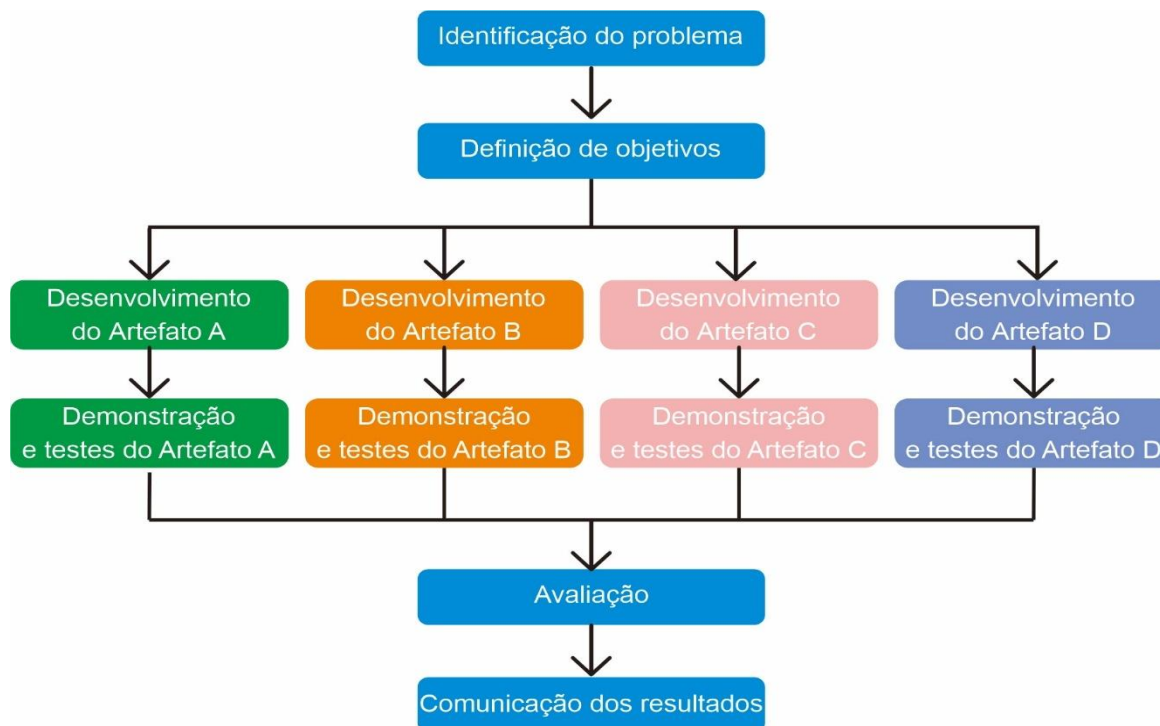 Identificação do problema
Definição de objetivos
Desenvolvimento
do Artefato A
Desenvolvimento
do Artefato B
Desenvolvimento
do Artefato C
Desenvolvimento
do Artefato D
Demonstração
e testes do Artefato A
Demonstração
e testes do Artefato B
Demonstração
e testes do Artefato C
Demonstração
e testes do Artefato D
Avaliação
Comunicação dos resultados